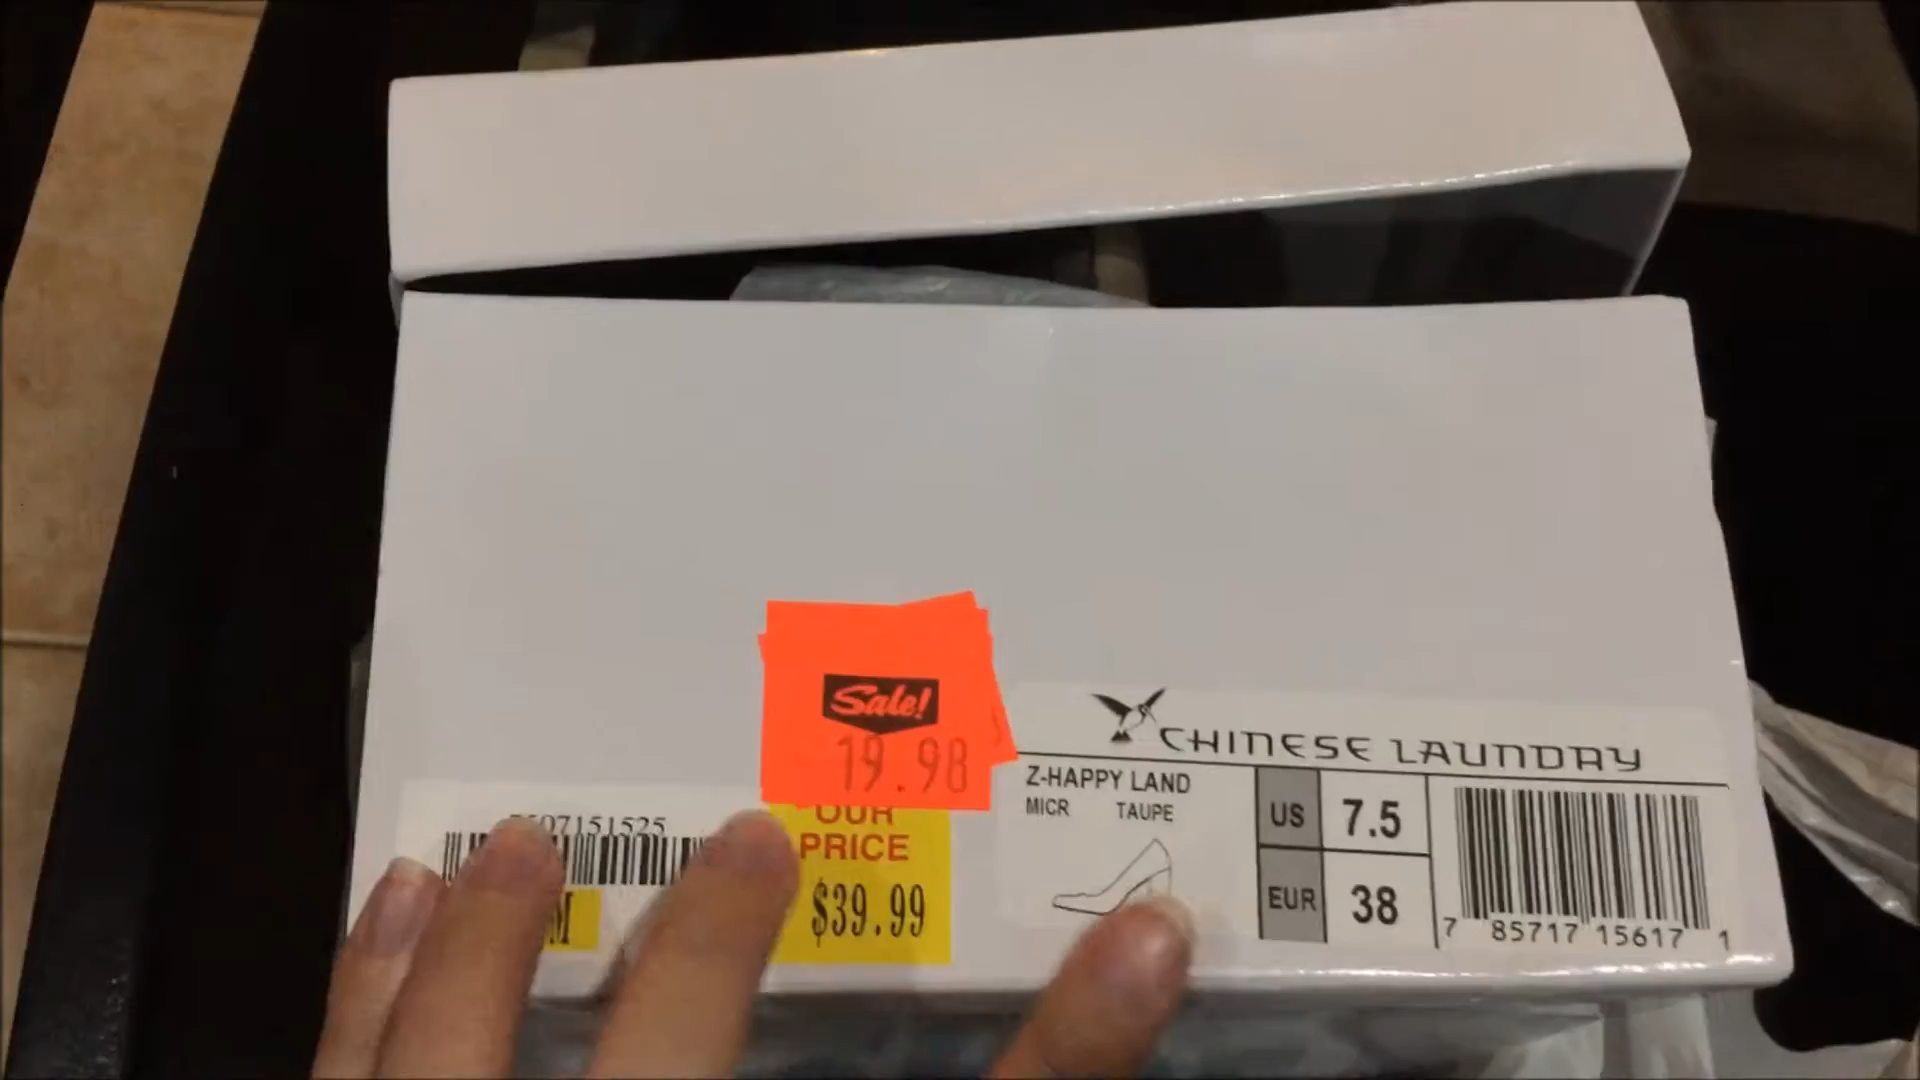 Sale!
19.98
OUR
PRICE
$39.99
7151525
M
CHINESE LAUNDRY
Z-HAPPY LAND
MICR TAUPE
US 7.5
EUR 38
7 85717 15617 1